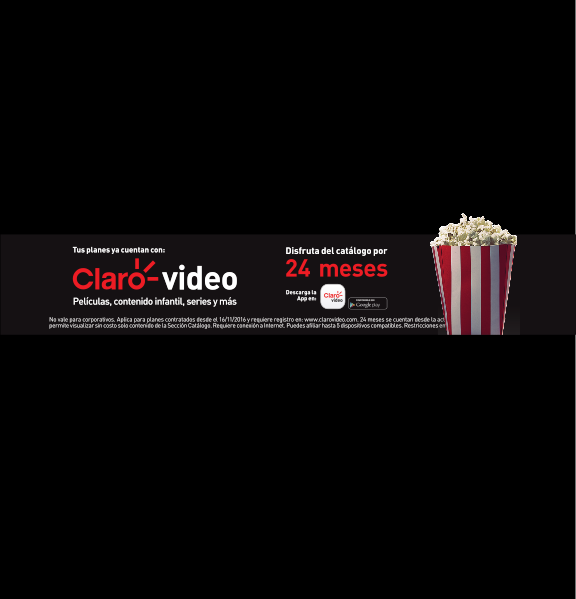 Tus planes ya cuentan con:
Claro-video
Películas, contenido infantil, series y más
Disfruta del catálogo por
24 meses
Descarga la
App en:
Claro-
video
Google play
No vale para corporativos. Aplica para planes contratados desde el 16/11/2016 y requiere registro en: www.clarovideo.com. 24 meses se cuentan desde la
permite visualizar sin costo solo contenido de la Sección Catálogo. Requiere conexión a Internet. Puedes afiliar hasta 5 dispositivos compatibles. Restricciones en